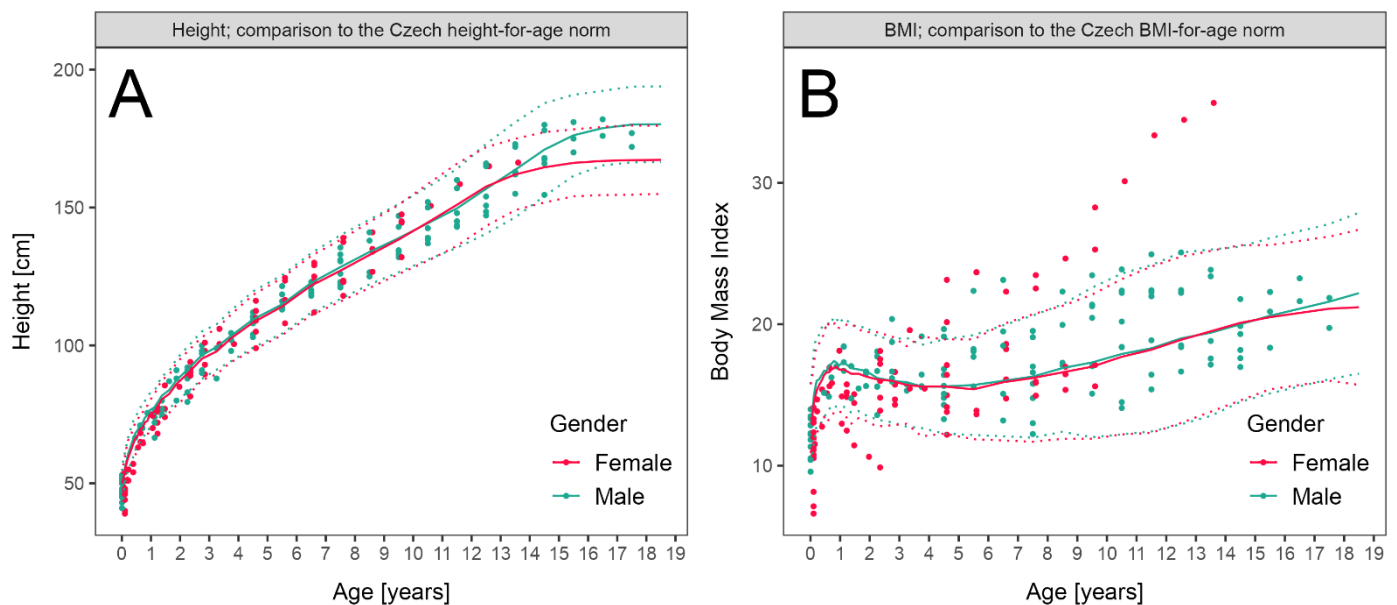 Height; comparison to the Czech height-for-age norm
A
200
150
100
50
Height [cm]
0 1 2 3 4 5 6 7 8 9 10 11 12 13 14 15 16 17 18 19
Age [years]
Gender
Female
Male
BMI; comparison to the Czech BMI-for-age norm
B
30
20
10
Body Mass Index
0 1 2 3 4 5 6 7 8 9 10 11 12 13 14 15 16 17 18 19
Age [years]
Gender
Female
Male